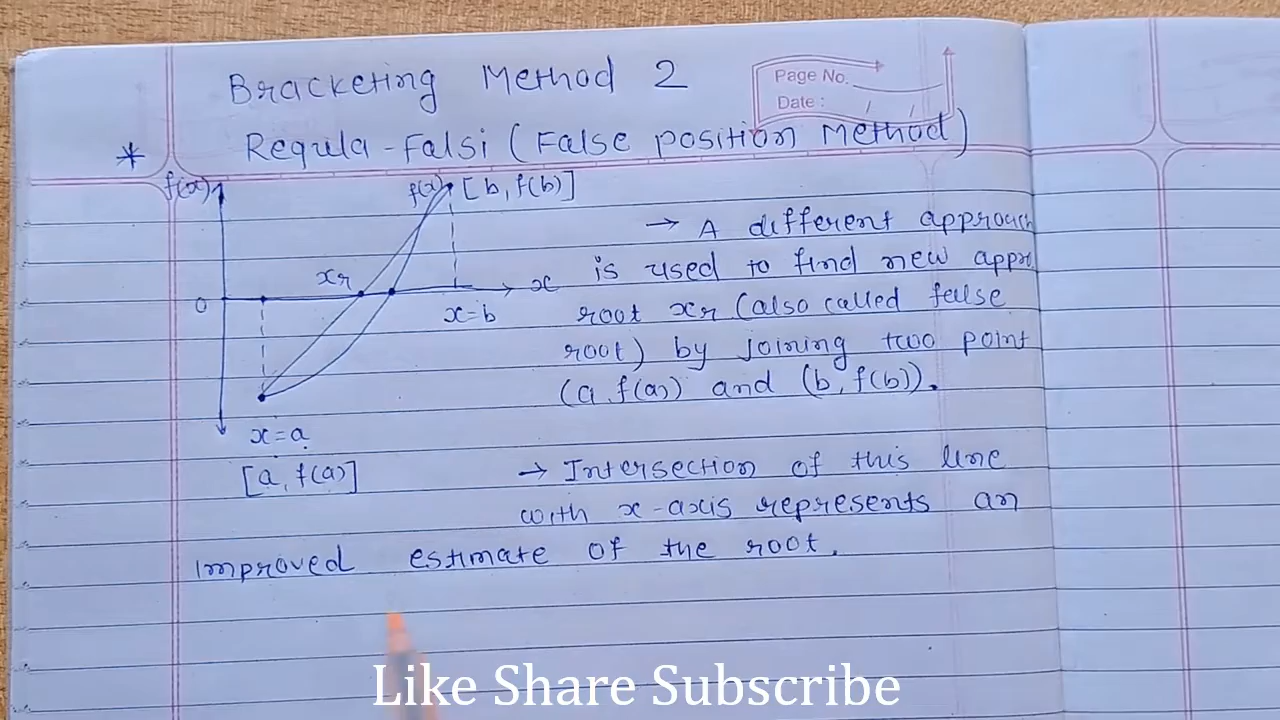 Bracketing Method 2
Page No.
Date : / /
* Regula-Falsi (False position Method)
f(x)
f(x) [b, f(b)]
→ A different approach
is used to find new appro
xr
x
0
x=b
root xr (also called false
root) by joining two point
(a, f(a)) and (b, f(b)).
x=a
[a, f(a)]
→ Intersection of this line
with x-axis represents an
improved estimate of the root.
Like Share Subscribe